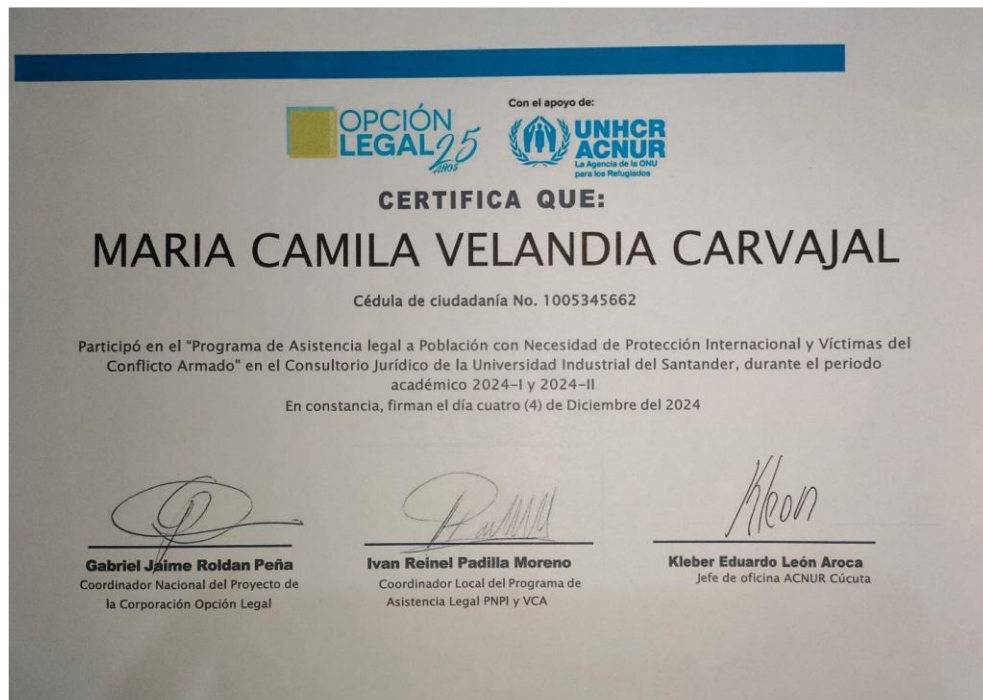 OPCIÓN
LEGAL 25
AÑOS
Con el apoyo de:
UNHCR
ACNUR
La Agencia de la ONU
para los Refugiados
CERTIFICA QUE:
MARIA CAMILA VELANDIA CARVAJAL
Cédula de ciudadanía No. 1005345662
Participó en el "Programa de Asistencia legal a Población con Necesidad de Protección Internacional y Víctimas del
Conflicto Armado" en el Consultorio Jurídico de la Universidad Industrial del Santander, durante el periodo
académico 2024-I y 2024-II
En constancia, firman el día cuatro (4) de Diciembre del 2024
Kleon
Gabriel Jaime Roldan Peña
Coordinador Nacional del Proyecto de
la Corporación Opción Legal
Ivan Reinel Padilla Moreno
Coordinador Local del Programa de
Asistencia Legal PNPI y VCA
Kleber Eduardo León Aroca
Jefe de oficina ACNUR Cúcuta